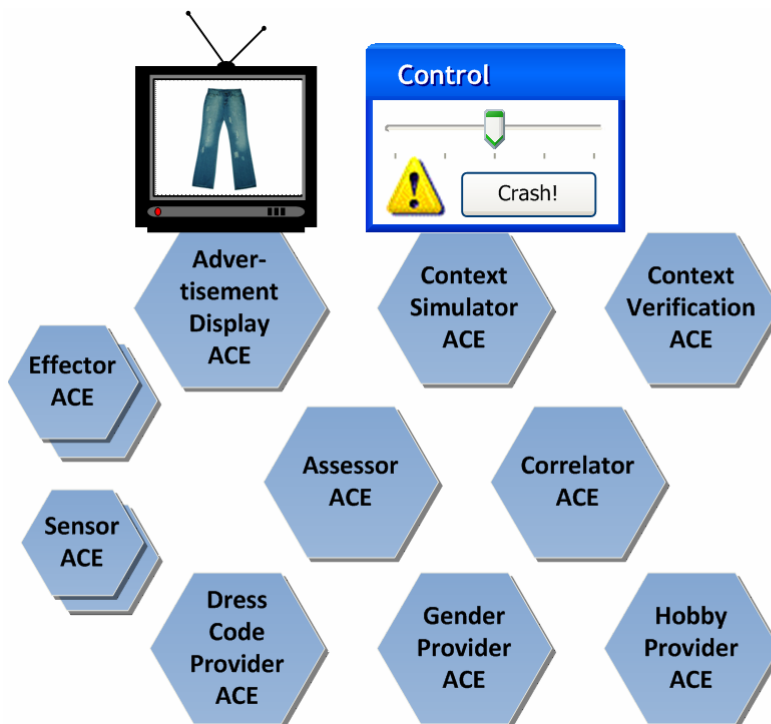 Control
Crash!
Adver-
tisement
Display
ACE
Context
Simulator
ACE
Context
Verification
ACE
Effector
ACE
Assessor
ACE
Correlator
ACE
Sensor
ACE
Dress
Code
Provider
ACE
Gender
Provider
ACE
Hobby
Provider
ACE